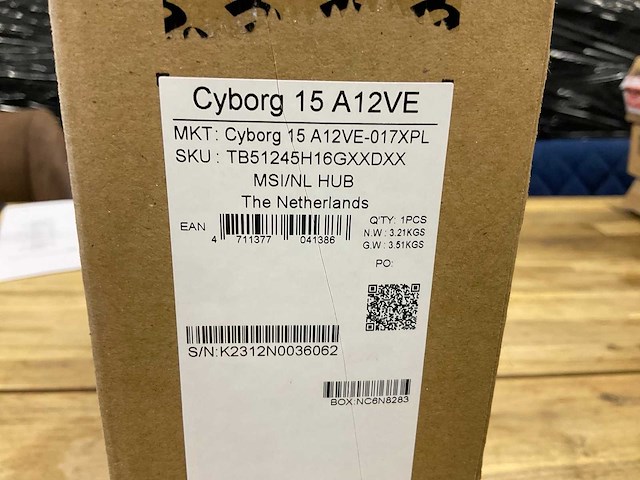 Cyborg 15 A12VE
MKT: Cyborg 15 A12VE-017XPL
SKU : TB51245H16GXXDXX
MSI/NL HUB
The Netherlands
EAN
4 711377 041386
Q'TY: 1PCS
N.W : 3.21KGS
G.W : 3.51KGS
PO:
S/N:K2312N0036062
BOX:NC6N8283